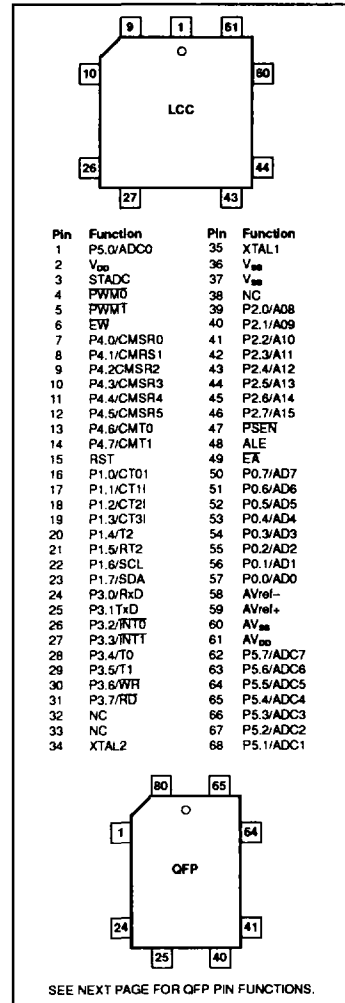 9 1 61
10 60
LCC
26 44
27 43
Pin Function Pin Function
1 P5.0/ADC0 35 XTAL1
2 VDD 36 VSS
3 STADC 37 VSS
4 PWM0 38 NC
5 PWM1 39 P2.0/A08
6 EW 40 P2.1/A09
7 P4.0/CMSR0 41 P2.2/A10
8 P4.1/CMRS1 42 P2.3/A11
9 P4.2CMSR2 43 P2.4/A12
10 P4.3/CMSR3 44 P2.5/A13
11 P4.4/CMSR4 45 P2.6/A14
12 P4.5/CMSR5 46 P2.7/A15
13 P4.6/CMT0 47 PSEN
14 P4.7/CMT1 48 ALE
15 RST 49 EA
16 P1.0/CT01 50 P0.7/AD7
17 P1.1/CT1I 51 P0.6/AD6
18 P1.2/CT2I 52 P0.5/AD5
19 P1.3/CT3I 53 P0.4/AD4
20 P1.4/T2 54 P0.3/AD3
21 P1.5/RT2 55 P0.2/AD2
22 P1.6/SCL 56 P0.1/AD1
23 P1.7/SDA 57 P0.0/AD0
24 P3.0/RxD 58 AVref−
25 P3.1TxD 59 AVref+
26 P3.2/INT0 60 AVSS
27 P3.3/INT1 61 AVDD
28 P3.4/T0 62 P5.7/ADC7
29 P3.5/T1 63 P5.6/ADC6
30 P3.6/WR 64 P5.5/ADC5
31 P3.7/RD 65 P5.4/ADC4
32 NC 66 P5.3/ADC3
33 NC 67 P5.2/ADC2
34 XTAL2 68 P5.1/ADC1
80 65
1 64
QFP
24 41
25 40
SEE NEXT PAGE FOR QFP PIN FUNCTIONS.